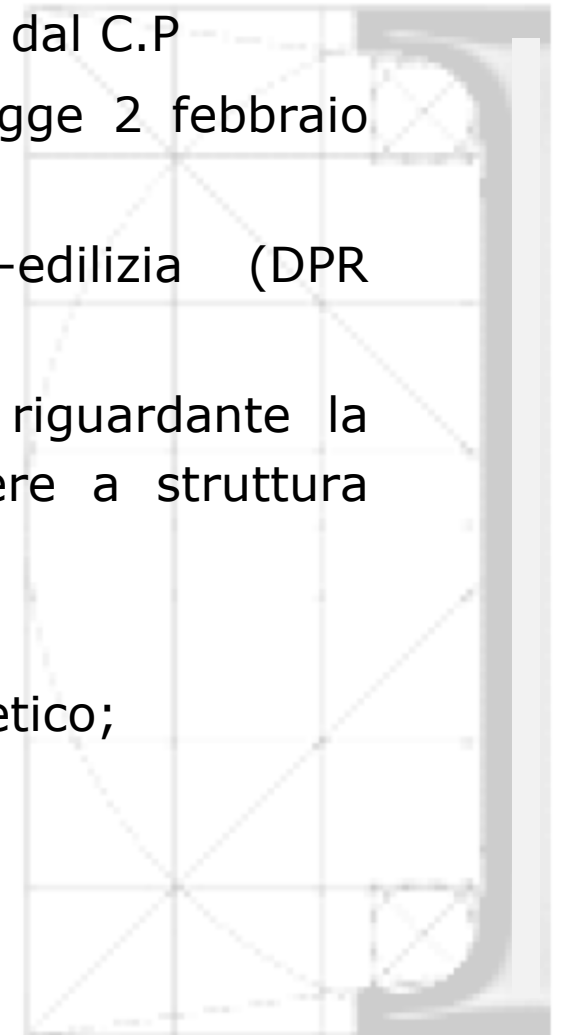 dal C.P
gge 2 febbraio
-edilizia (DPR
riguardante la
ere a struttura
etico;